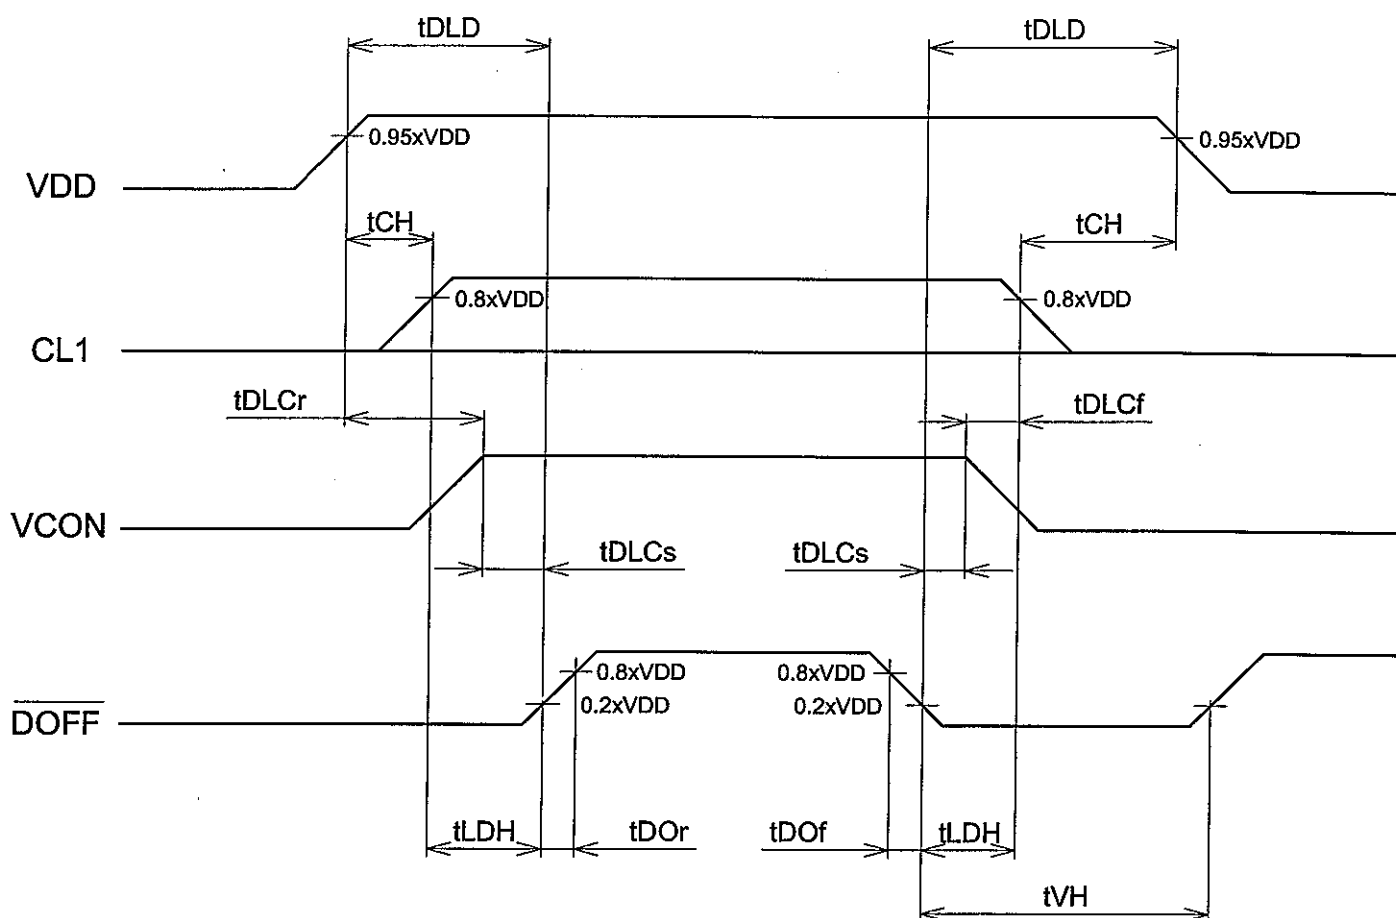 tDLD tDLD
0.95xVDD 0.95xVDD
VDD
tCH tCH
0.8xVDD 0.8xVDD
CL1
tDLCr tDLCf
VCON
tDLCs tDLCs
0.8xVDD 0.8xVDD
0.2xVDD 0.2xVDD
DOFF
tLDH tDOr tDOf tLDH
tVH